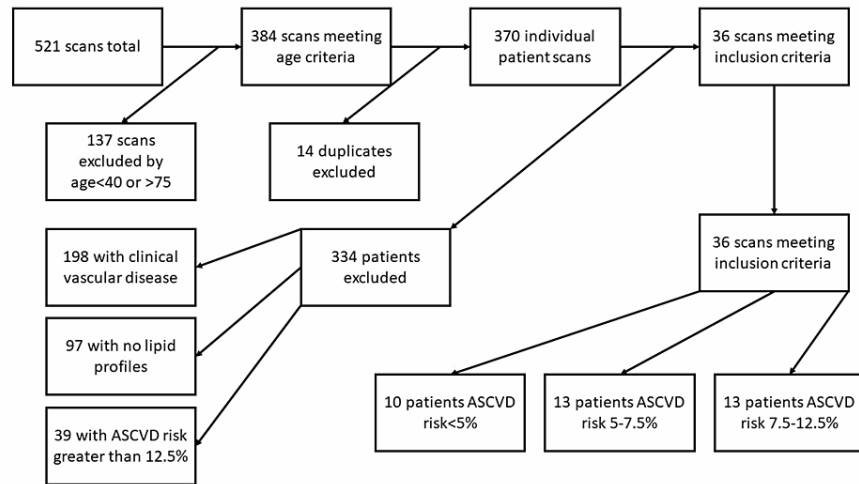 521 scans total
384 scans meeting
age criteria
370 individual
patient scans
36 scans meeting
inclusion criteria
137 scans
excluded by
age<40 or >75
14 duplicates
excluded
198 with clinical
vascular disease
334 patients
excluded
36 scans meeting
inclusion criteria
97 with no lipid
profiles
39 with ASCVD risk
greater than 12.5%
10 patients ASCVD
risk<5%
13 patients ASCVD
risk 5-7.5%
13 patients ASCVD
risk 7.5-12.5%